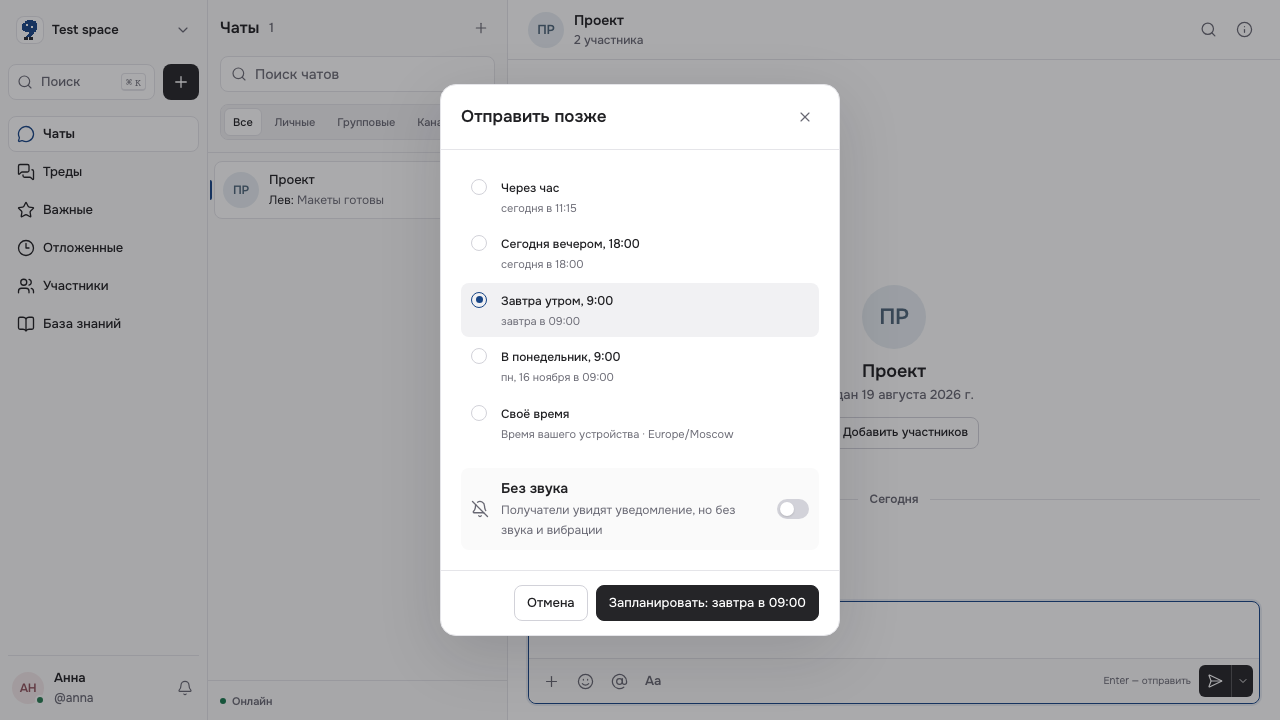 Test space
Поиск
⌘ K
Чаты
Треды
Важные
Отложенные
Участники
База знаний
АН
Анна
@anna
Чаты 1
Поиск чатов
Все
Личные
Групповые
ПР
Проект
Лев: Макеты готовы
Онлайн
ПР
Проект
2 участника
ПР
Проект
19 августа 2026 г.
Добавить участников
Сегодня
Aa
Enter — отправить
Отправить позже
Через час
сегодня в 11:15
Сегодня вечером, 18:00
сегодня в 18:00
Завтра утром, 9:00
завтра в 09:00
В понедельник, 9:00
пн, 16 ноября в 09:00
Своё время
Время вашего устройства · Europe/Moscow
Без звука
Получатели увидят уведомление, но без
звука и вибрации
Отмена
Запланировать: завтра в 09:00